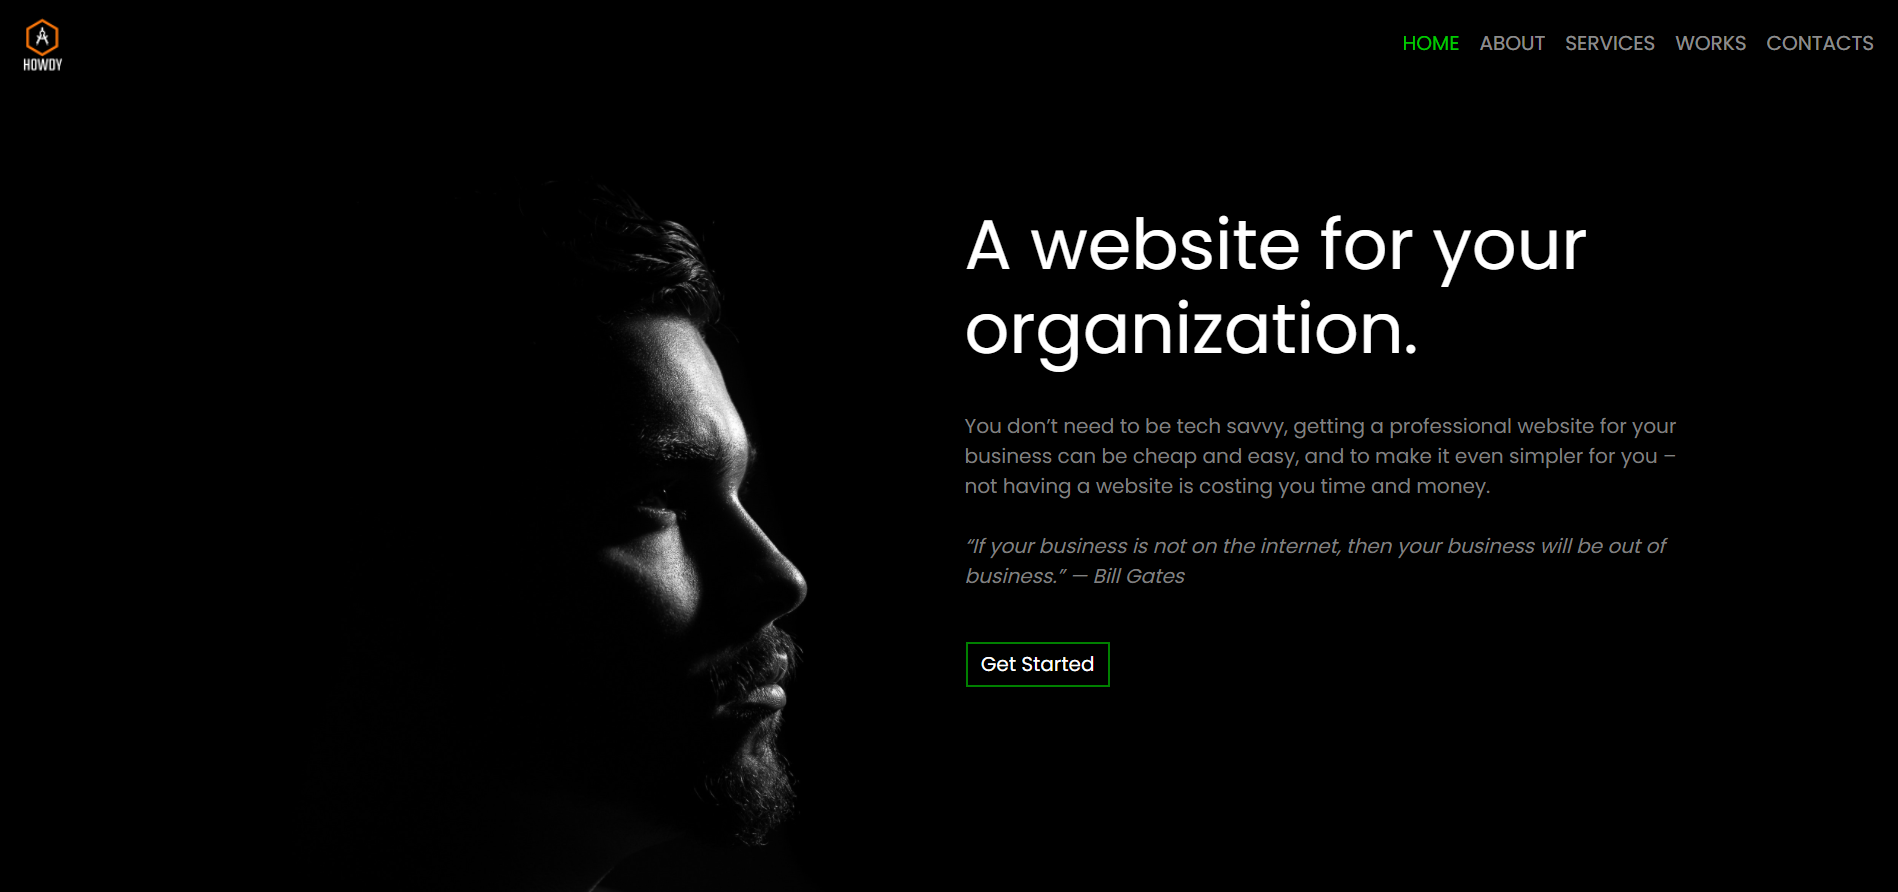 HOWDY
HOME ABOUT SERVICES WORKS CONTACTS
A website for your
organization.
You don’t need to be tech savvy, getting a professional website for your
business can be cheap and easy, and to make it even simpler for you –
not having a website is costing you time and money.
“If your business is not on the internet, then your business will be out of
business.” — Bill Gates
Get Started